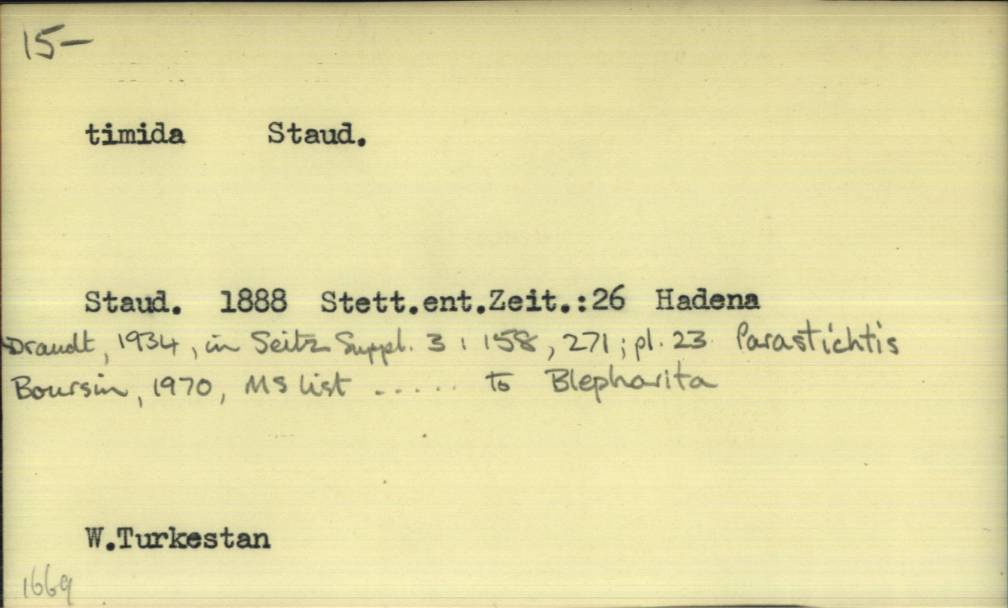 15-
timida Staud.
Staud. 1888 Stett.ent.Zeit.:26 Hadena
Draudt, 1934, in Seitz Suppl. 3 : 158, 271; pl. 23 Parastichtis
Boursin, 1970, MS list ..... to Blepharita
W.Turkestan
1669